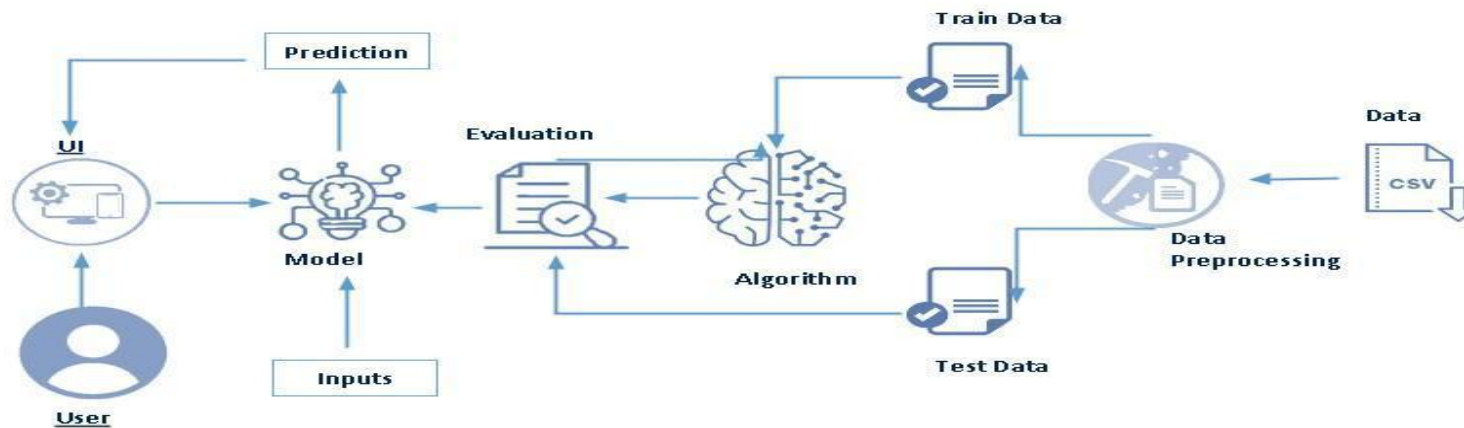 Train Data
Prediction
Data
Evaluation
UI
CSV
Model
Data
Preprocessing
Algorithm
Test Data
Inputs
User